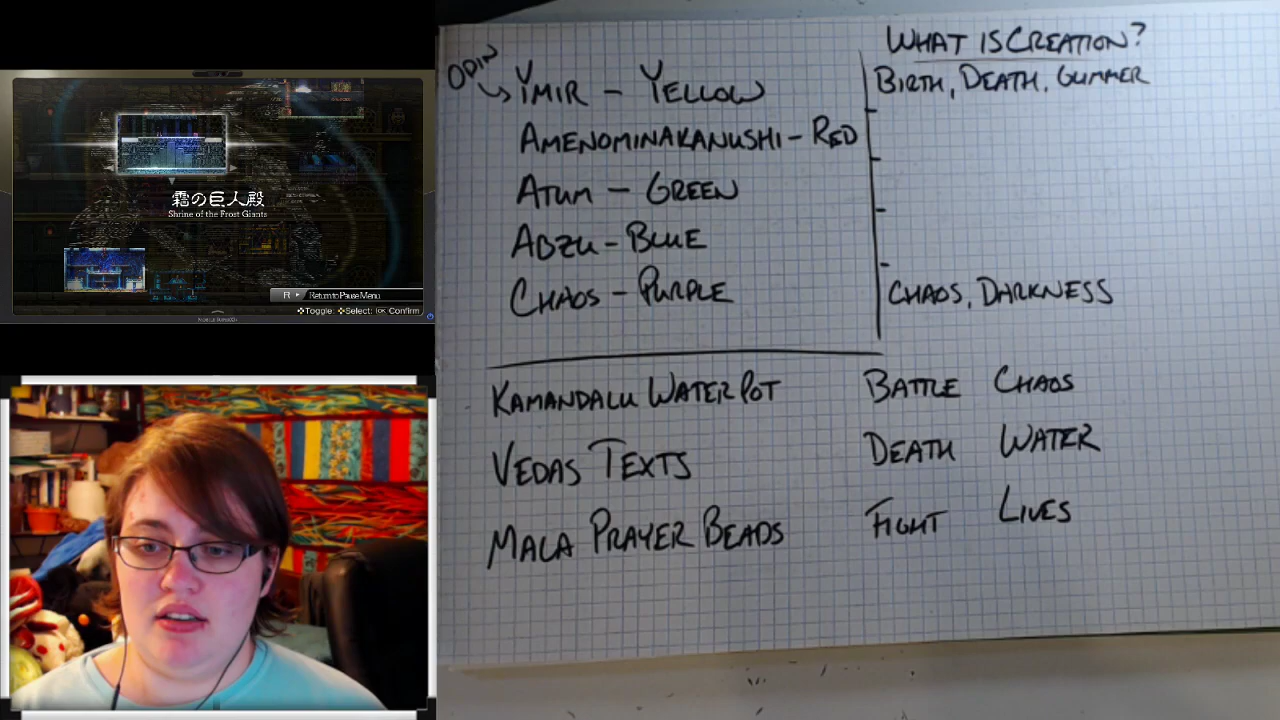 霜の巨人殿
Shrine of the Frost Giants
R ▸ Return to Pause Menu
Toggle: Select: OK Confirm
ODIN
YMIR - YELLOW
AMENOMINAKANUSHI - RED
ATUM - GREEN
ABZU - BLUE
CHAOS - PURPLE
WHAT IS CREATION?
BIRTH, DEATH, GLIMMER
CHAOS, DARKNESS
KAMANDALU WATER POT
VEDAS TEXTS
MALA PRAYER BEADS
BATTLE CHAOS
DEATH WATER
FIGHT LIVES